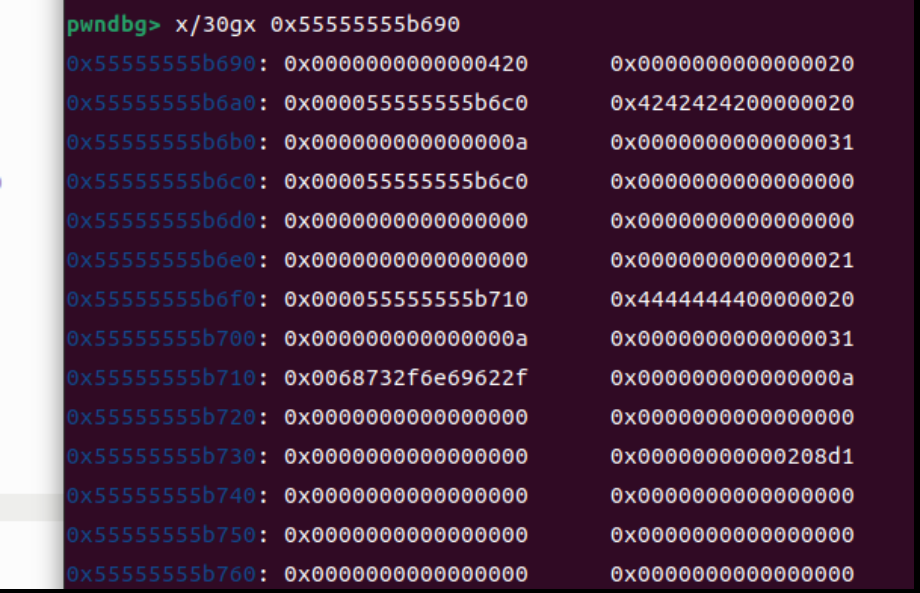 pwndbg> x/30gx 0x55555555b690
0x55555555b690: 0x0000000000000420 0x0000000000000020
0x55555555b6a0: 0x000055555555b6c0 0x4242424200000020
0x55555555b6b0: 0x000000000000000a 0x0000000000000031
0x55555555b6c0: 0x000055555555b6c0 0x0000000000000000
0x55555555b6d0: 0x0000000000000000 0x0000000000000000
0x55555555b6e0: 0x0000000000000000 0x0000000000000021
0x55555555b6f0: 0x000055555555b710 0x4444444400000020
0x55555555b700: 0x000000000000000a 0x0000000000000031
0x55555555b710: 0x0068732f6e69622f 0x000000000000000a
0x55555555b720: 0x0000000000000000 0x0000000000000000
0x55555555b730: 0x0000000000000000 0x00000000000208d1
0x55555555b740: 0x0000000000000000 0x0000000000000000
0x55555555b750: 0x0000000000000000 0x0000000000000000
0x55555555b760: 0x0000000000000000 0x0000000000000000